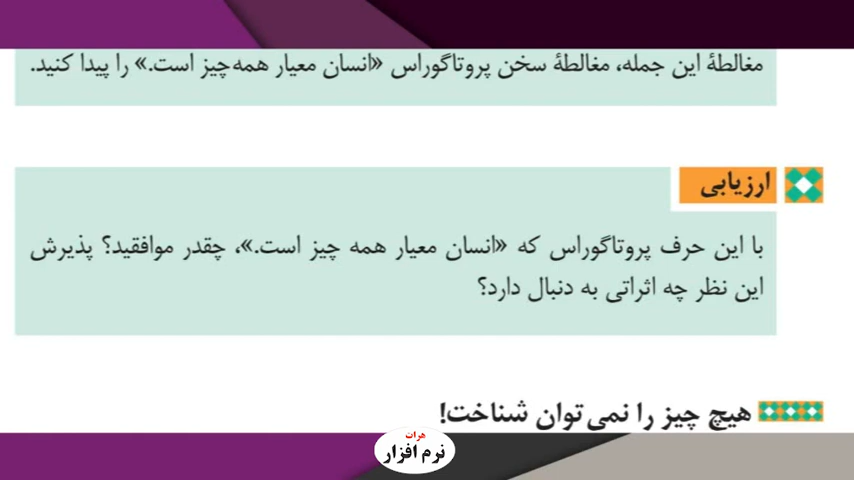 مغالطهٔ این جمله، مغالطهٔ سخن پروتاگوراس «انسان معیار همه‌چیز است.» را پیدا کنید.
ارزیابی
با این حرف پروتاگوراس که «انسان معیار همه چیز است.»، چقدر موافقید؟ پذیرش
این نظر چه اثراتی به دنبال دارد؟
هیچ چیز را نمی‌توان شناخت!
هرات
نرم افزار